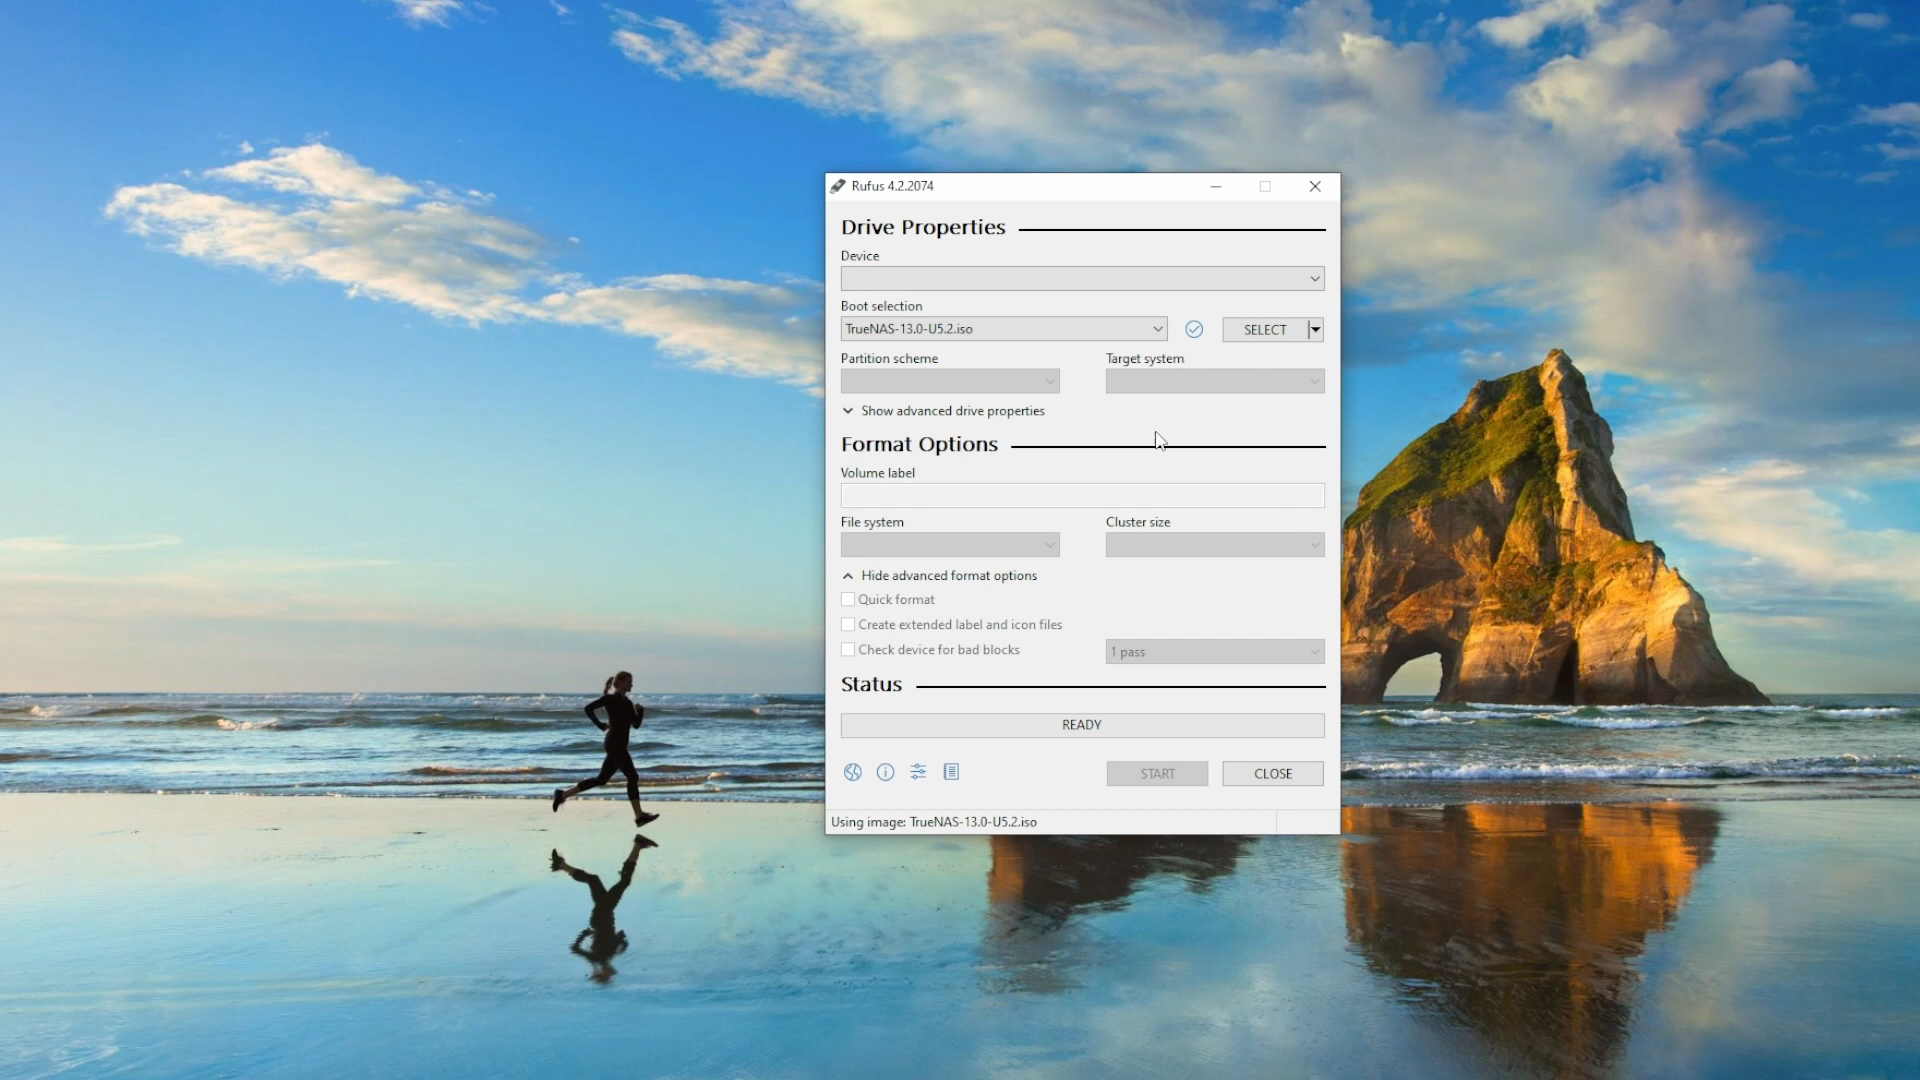 Rufus 4.2.2074
Drive Properties
Device
Boot selection
TrueNAS-13.0-U5.2.iso
SELECT
Partition scheme
Target system
Show advanced drive properties
Format Options
Volume label
File system
Cluster size
Hide advanced format options
Quick format
Create extended label and icon files
Check device for bad blocks
1 pass
Status
READY
START
CLOSE
Using image: TrueNAS-13.0-U5.2.iso